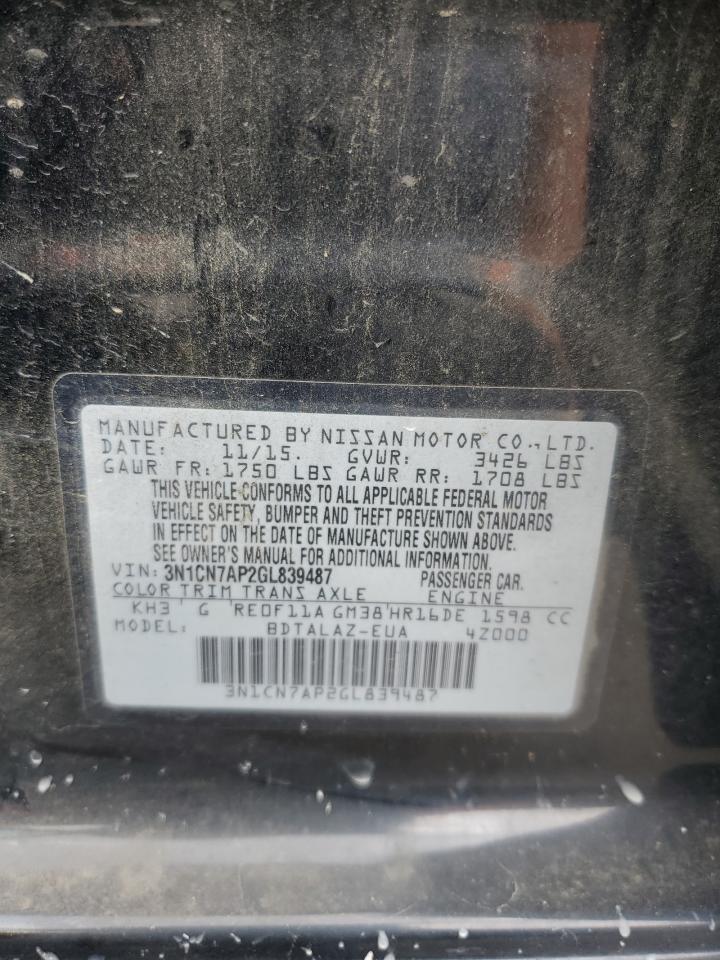 MANUFACTURED BY NISSAN MOTOR CO.,LTD.
DATE: 11/15. GVWR: 3426 LBS
GAWR FR: 1750 LBS GAWR RR: 1708 LBS
THIS VEHICLE CONFORMS TO ALL APPLICABLE FEDERAL MOTOR
VEHICLE SAFETY, BUMPER AND THEFT PREVENTION STANDARDS
IN EFFECT ON THE DATE OF MANUFACTURE SHOWN ABOVE.
SEE OWNER'S MANUAL FOR ADDITIONAL INFORMATION.
VIN: 3N1CN7AP2GL839487 PASSENGER CAR.
COLOR TRIM TRANS AXLE ENGINE
KH3 G RE0F11A GM38 HR16DE 1598 CC
MODEL: BDTALAZ-EUA 4Z000
3N1CN7AP2GL839487